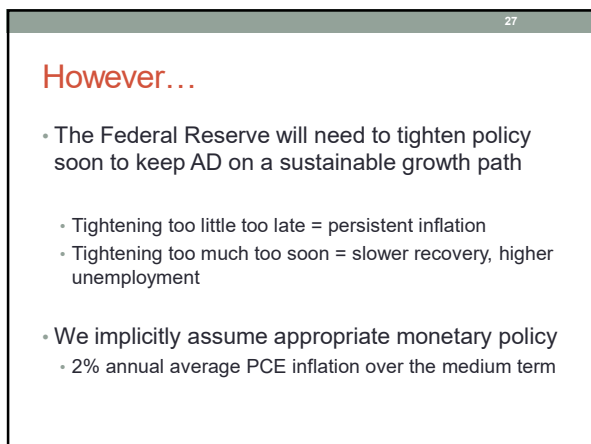 27
However…
• The Federal Reserve will need to tighten policy
soon to keep AD on a sustainable growth path
• Tightening too little too late = persistent inflation
• Tightening too much too soon = slower recovery, higher
unemployment
• We implicitly assume appropriate monetary policy
• 2% annual average PCE inflation over the medium term